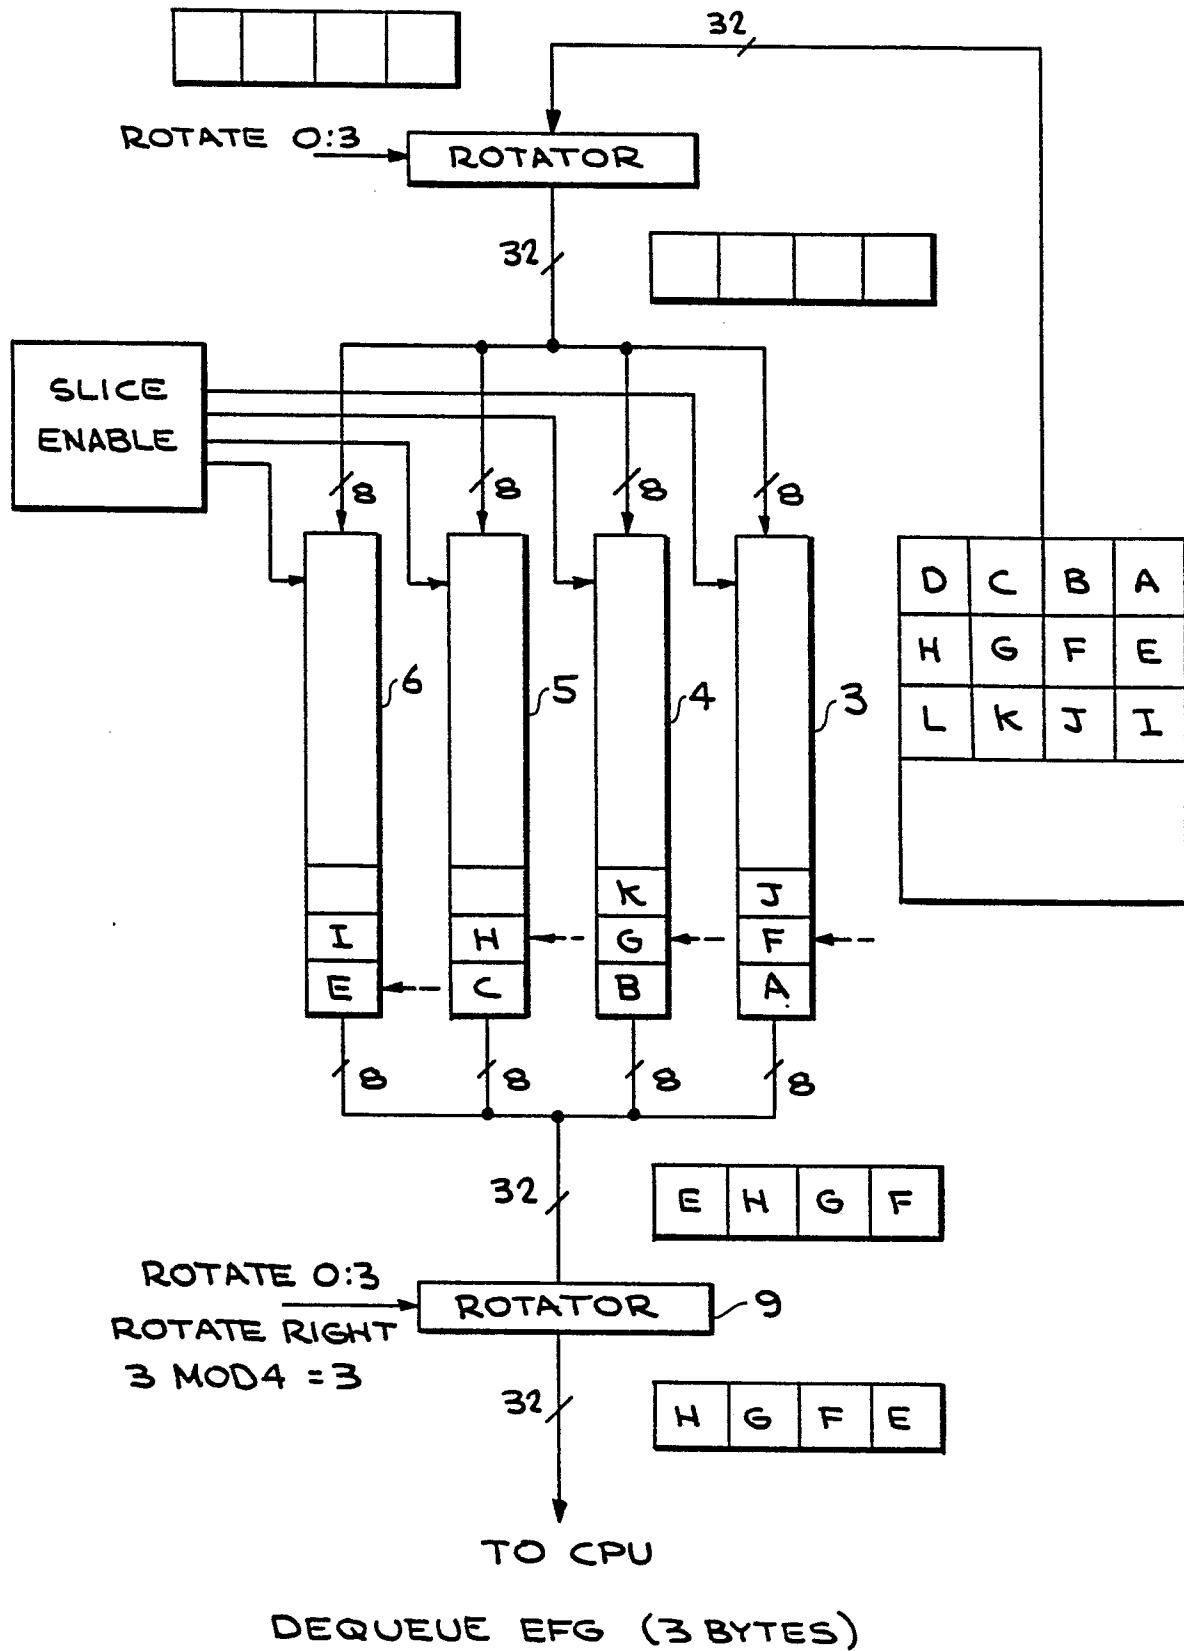 32
ROTATE 0:3
ROTATOR
32
SLICE
ENABLE
8 8 8 8
D C B A
H G F E
L K J I
6 5 4 3
K J
I H G F
E C B A
8 8 8 8
32
E H G F
ROTATE 0:3
ROTATOR 9
ROTATE RIGHT
3 MOD4 = 3
32
H G F E
TO CPU
DEQUEUE EFG (3 BYTES)